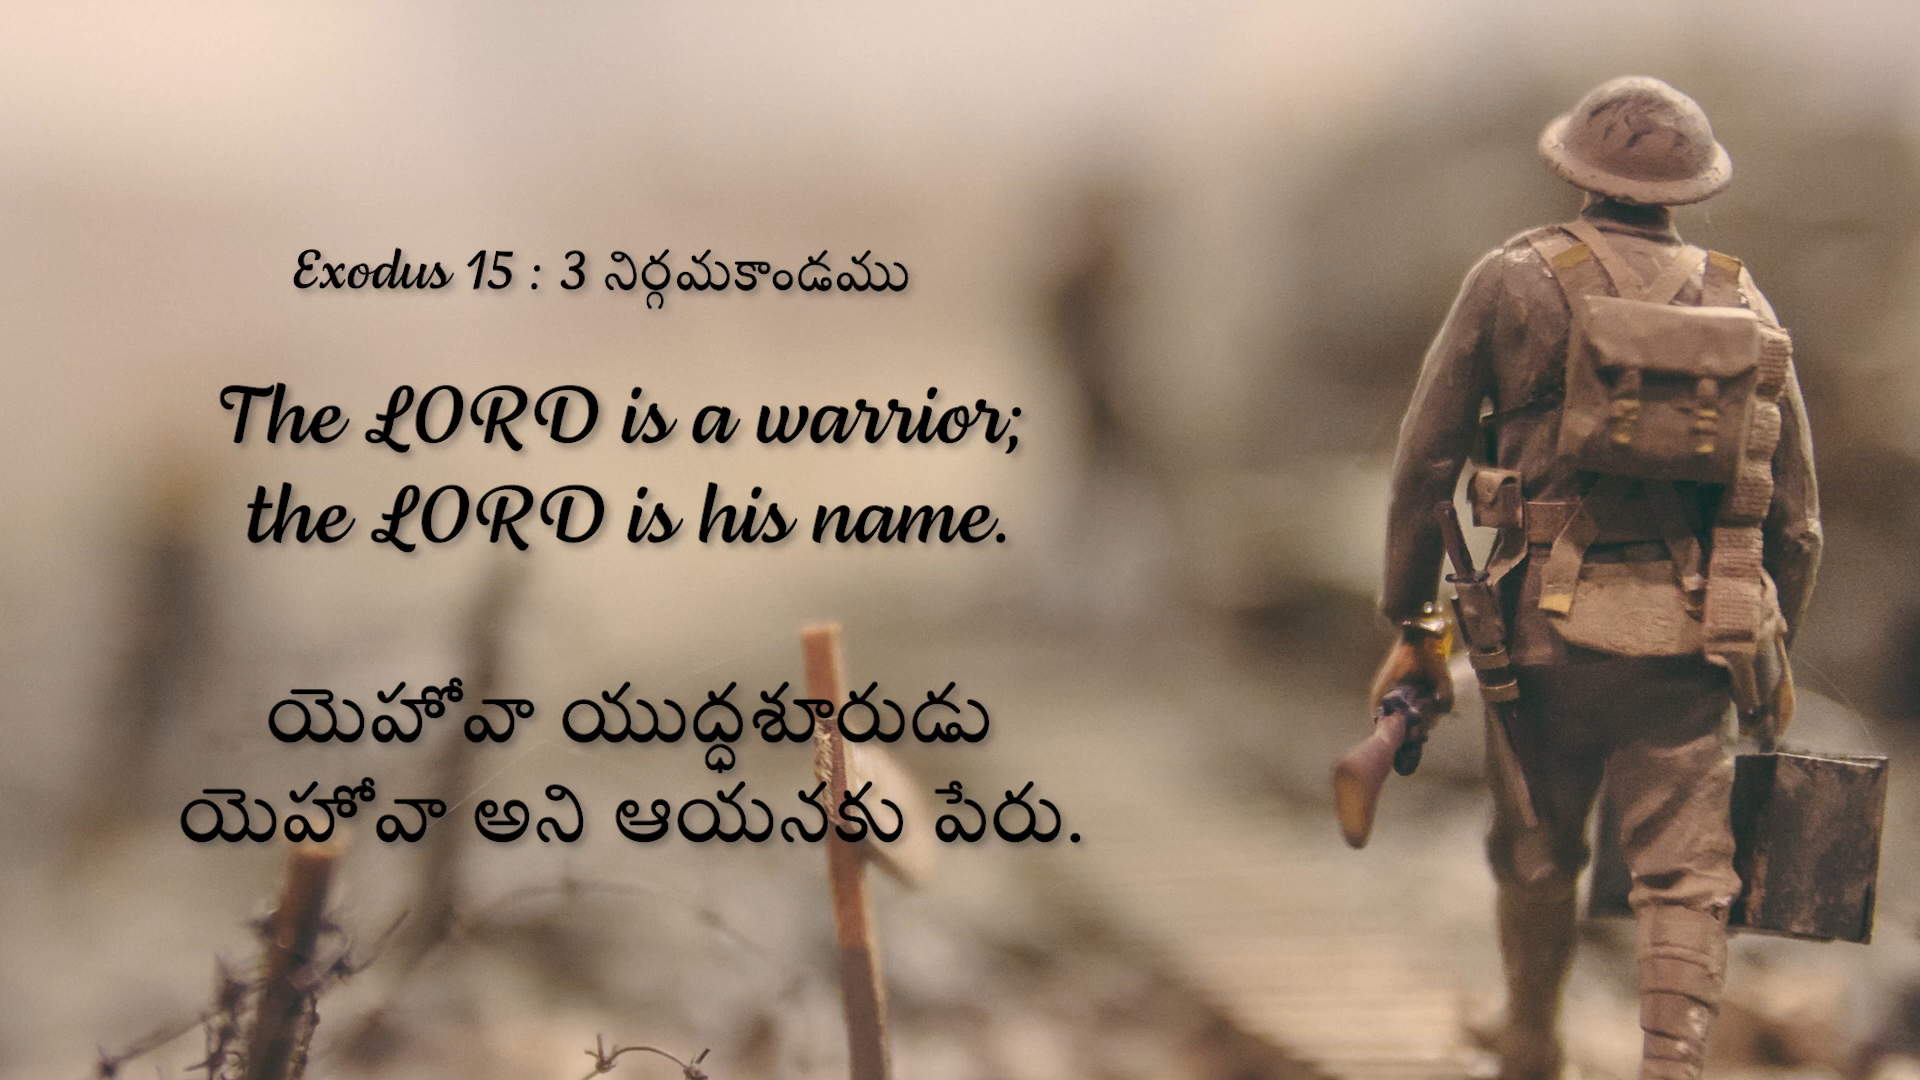 Exodus 15 : 3 నిర్గమకాండము
The LORD is a warrior;
the LORD is his name.
యెహోవా యుద్ధశూరుడు
యెహోవా అని ఆయనకు పేరు.